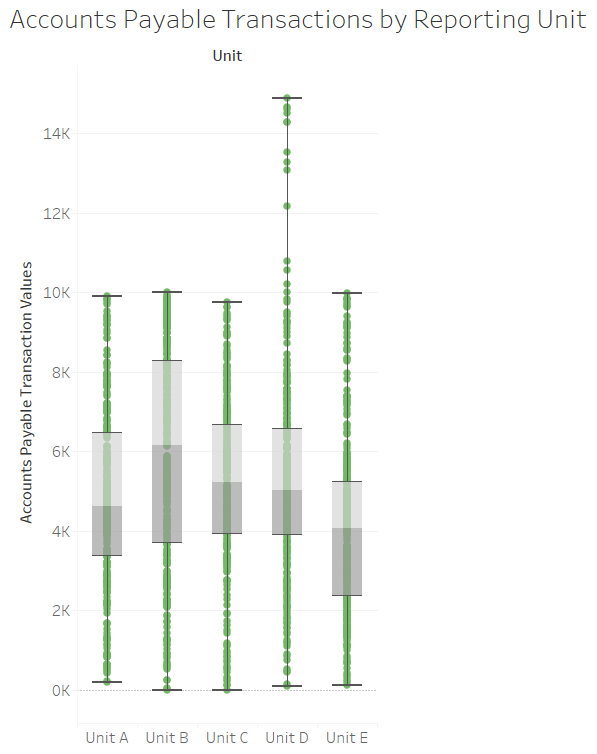 Accounts Payable Transactions by Reporting Unit
Unit
Accounts Payable Transaction Values
14K
12K
10K
8K
6K
4K
2K
0K
Unit A Unit B Unit C Unit D Unit E